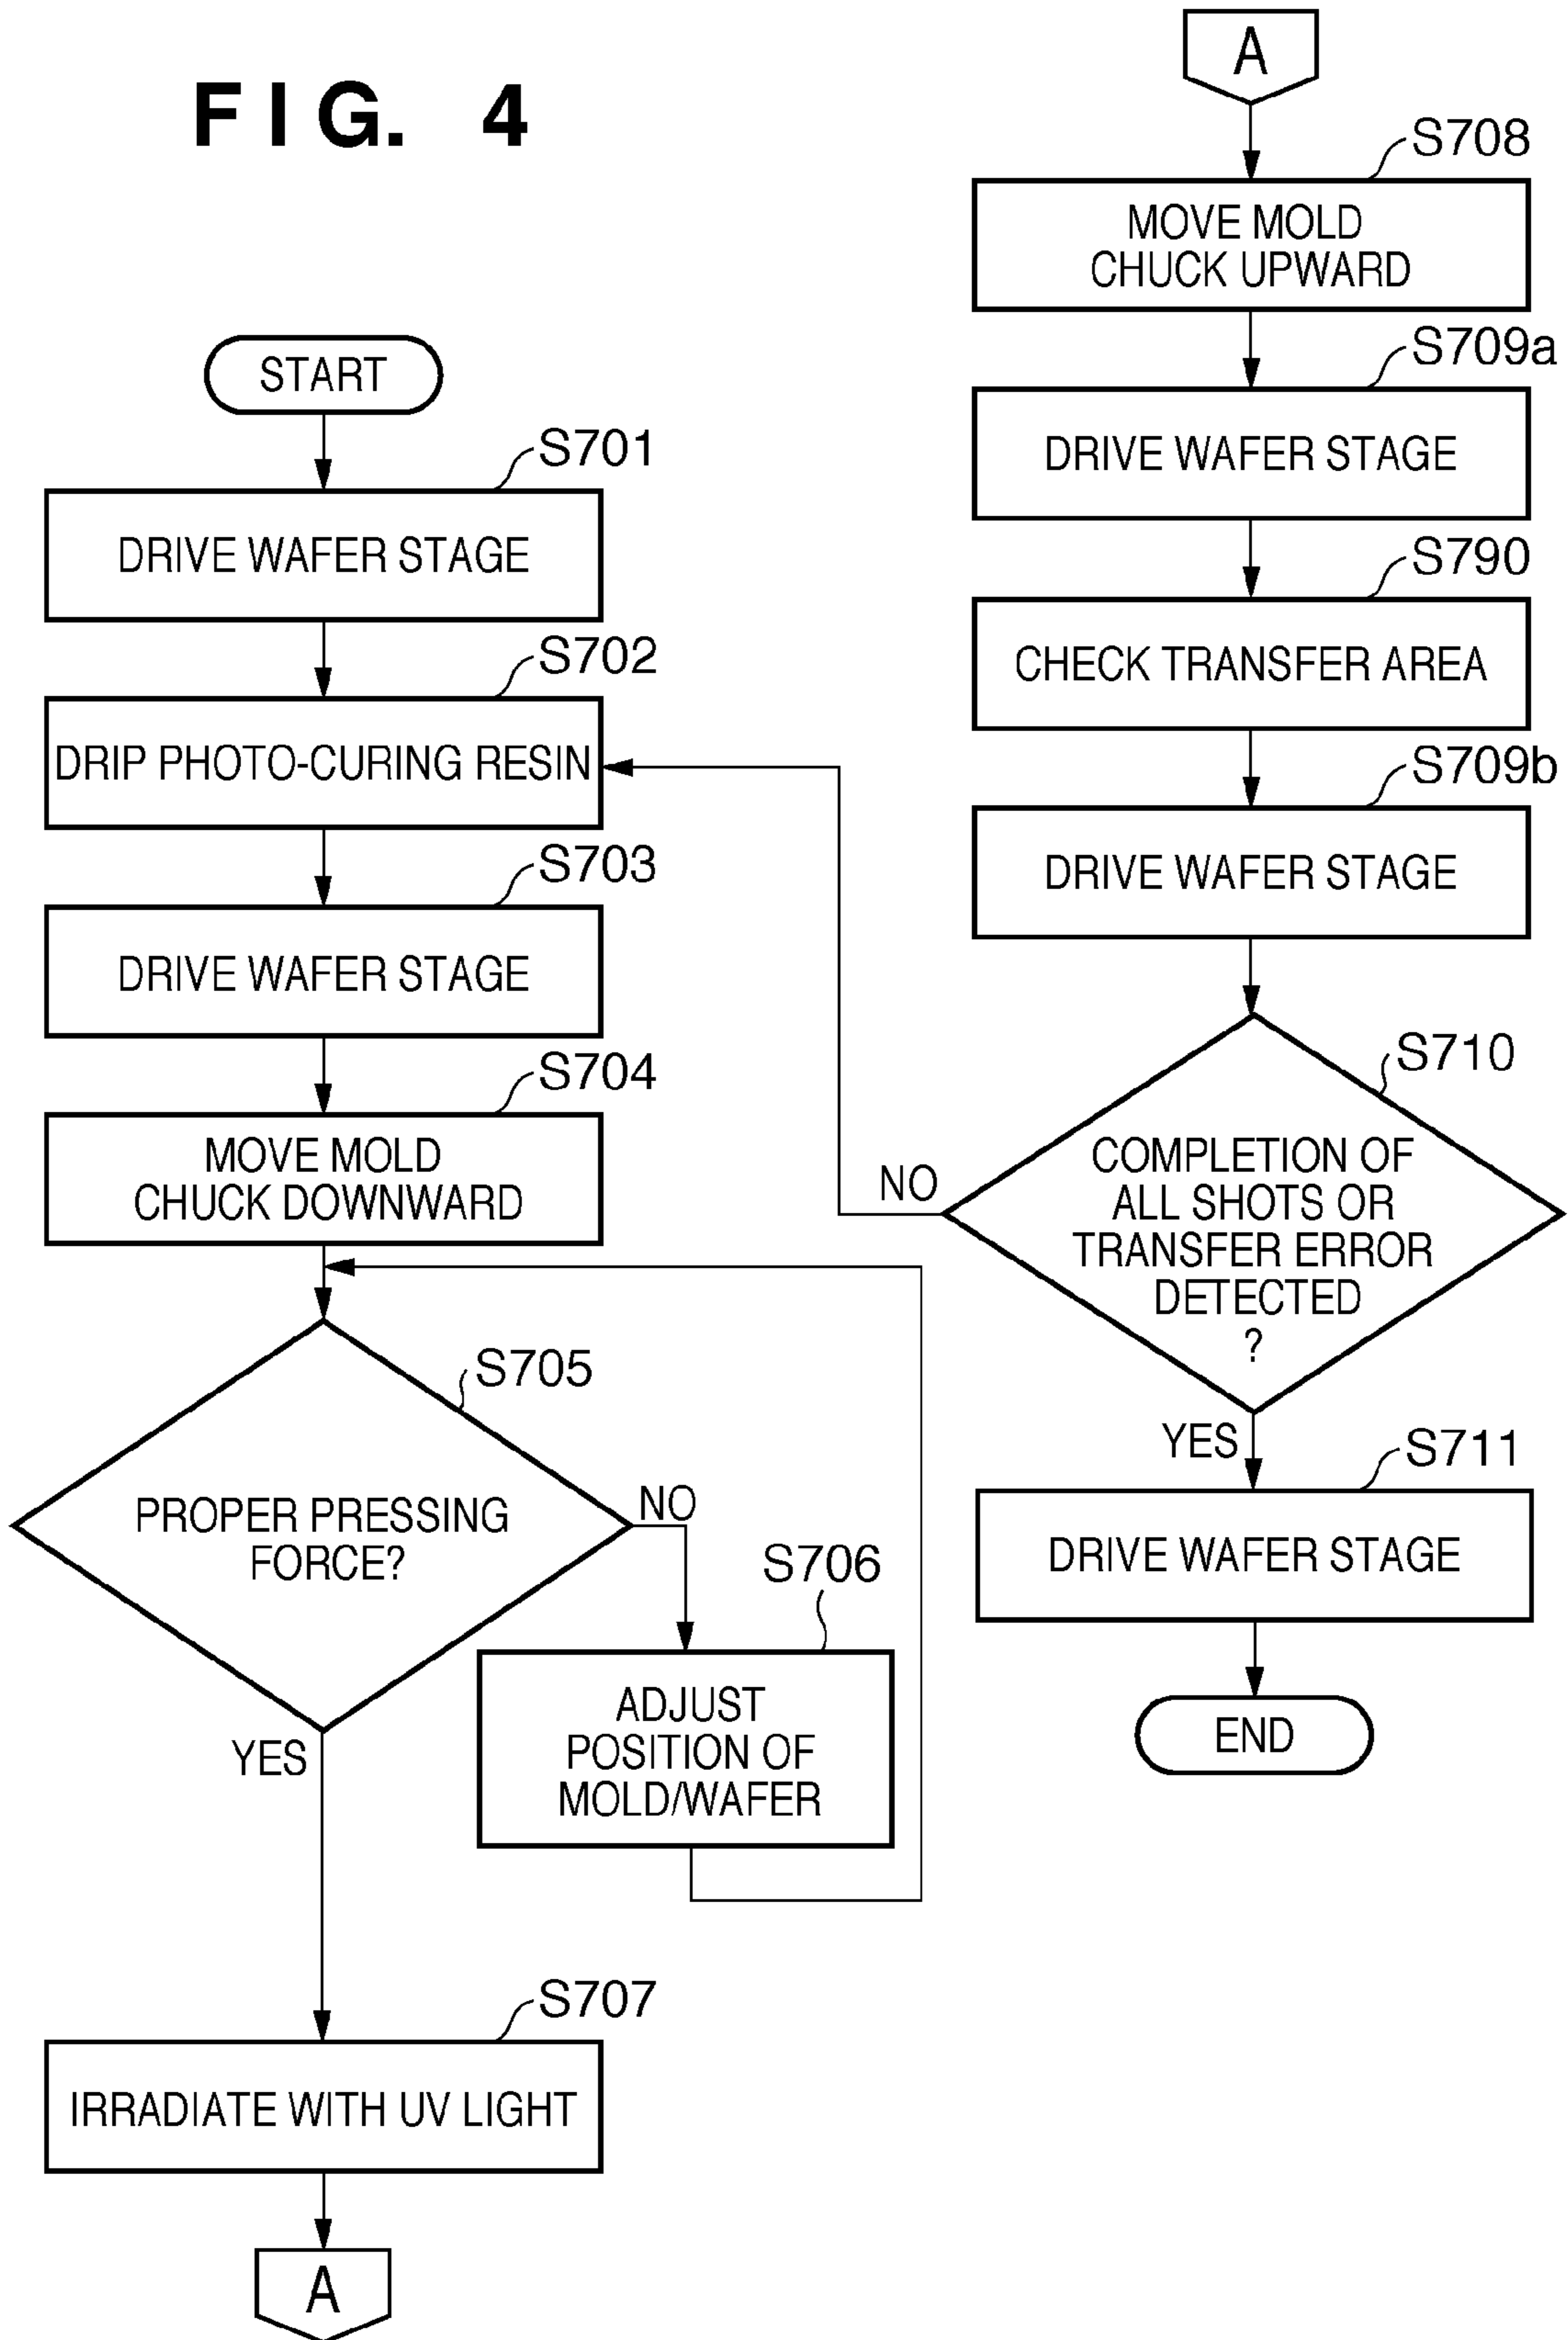 FIG. 4
START
S701
DRIVE WAFER STAGE
S702
DRIP PHOTO-CURING RESIN
S703
DRIVE WAFER STAGE
S704
MOVE MOLD
CHUCK DOWNWARD
S705
PROPER PRESSING
FORCE?
NO
YES
S706
ADJUST
POSITION OF
MOLD/WAFER
S707
IRRADIATE WITH UV LIGHT
A
A
S708
MOVE MOLD
CHUCK UPWARD
S709a
DRIVE WAFER STAGE
S790
CHECK TRANSFER AREA
S709b
DRIVE WAFER STAGE
S710
COMPLETION OF
ALL SHOTS OR
TRANSFER ERROR
DETECTED
?
NO
YES
S711
DRIVE WAFER STAGE
END